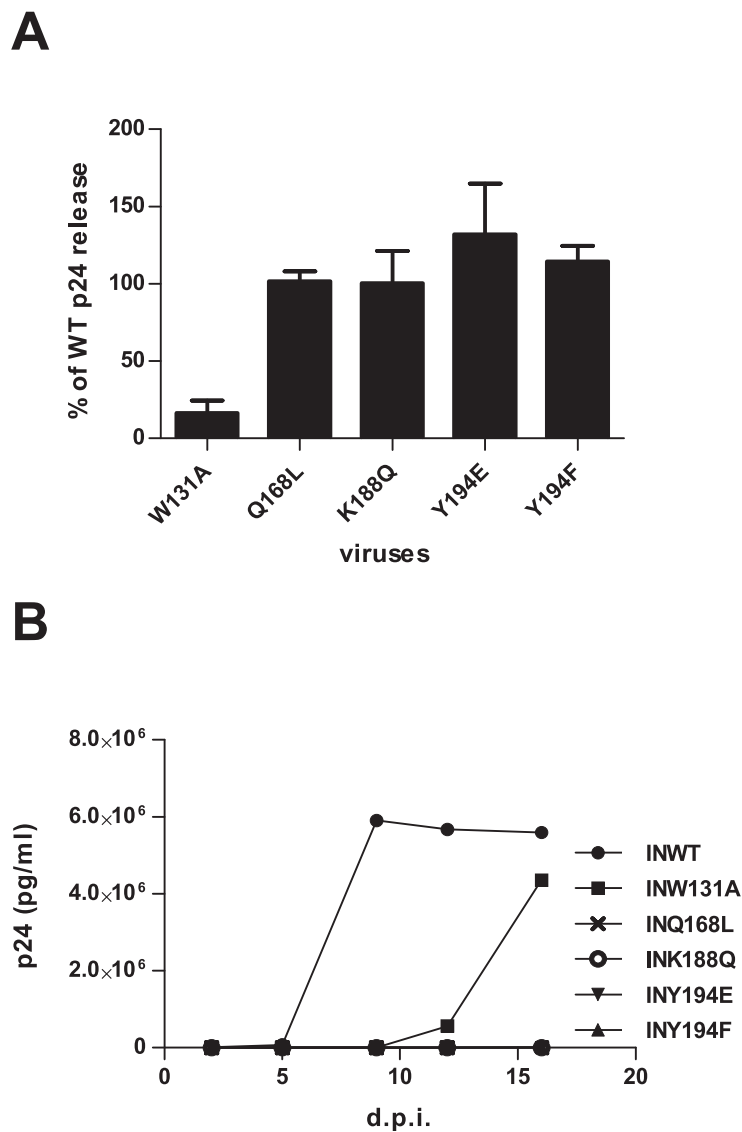 A
% of WT p24 release
200
150
100
50
0
W131A
Q168L
K188Q
Y194E
Y194F
viruses
B
p24 (pg/ml)
8.0×10⁶
6.0×10⁶
4.0×10⁶
2.0×10⁶
0
0
5
10
15
20
d.p.i.
INWT
INW131A
INQ168L
INK188Q
INY194E
INY194F